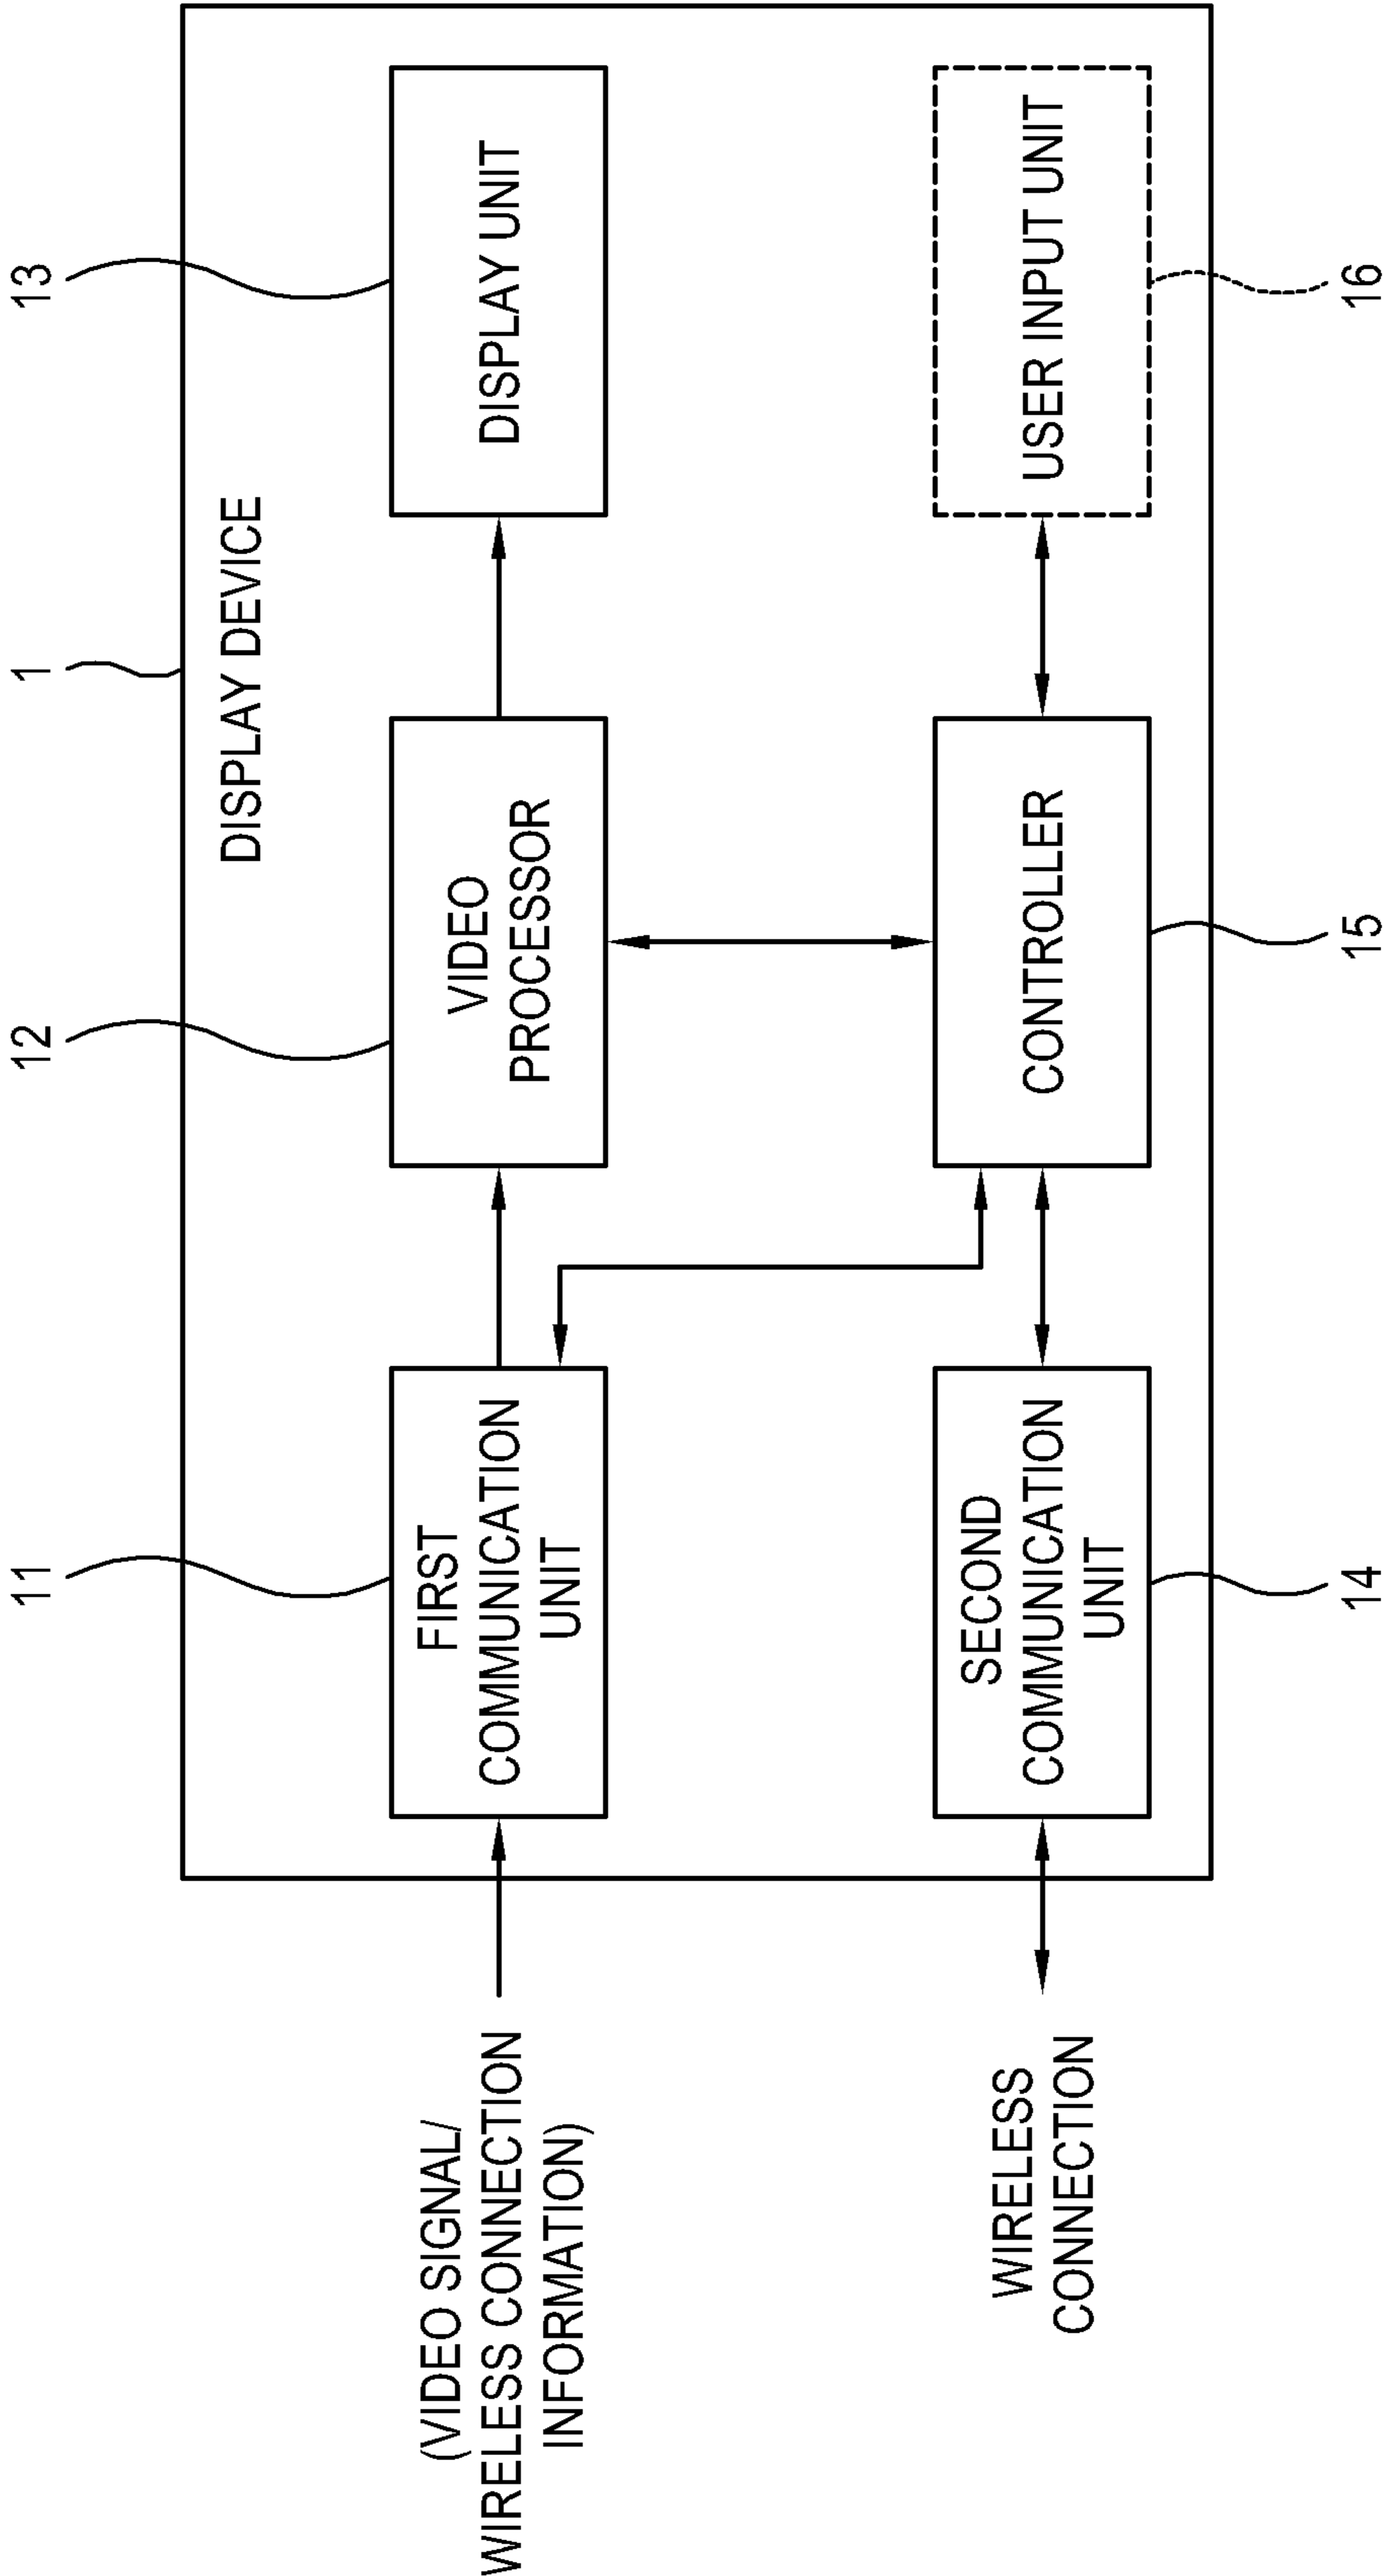 1
13
12
11
DISPLAY DEVICE
DISPLAY UNIT
VIDEO
PROCESSOR
FIRST
COMMUNICATION
UNIT
(VIDEO SIGNAL/
WIRELESS CONNECTION
INFORMATION)
USER INPUT UNIT
CONTROLLER
SECOND
COMMUNICATION
UNIT
WIRELESS
CONNECTION
14
15
16